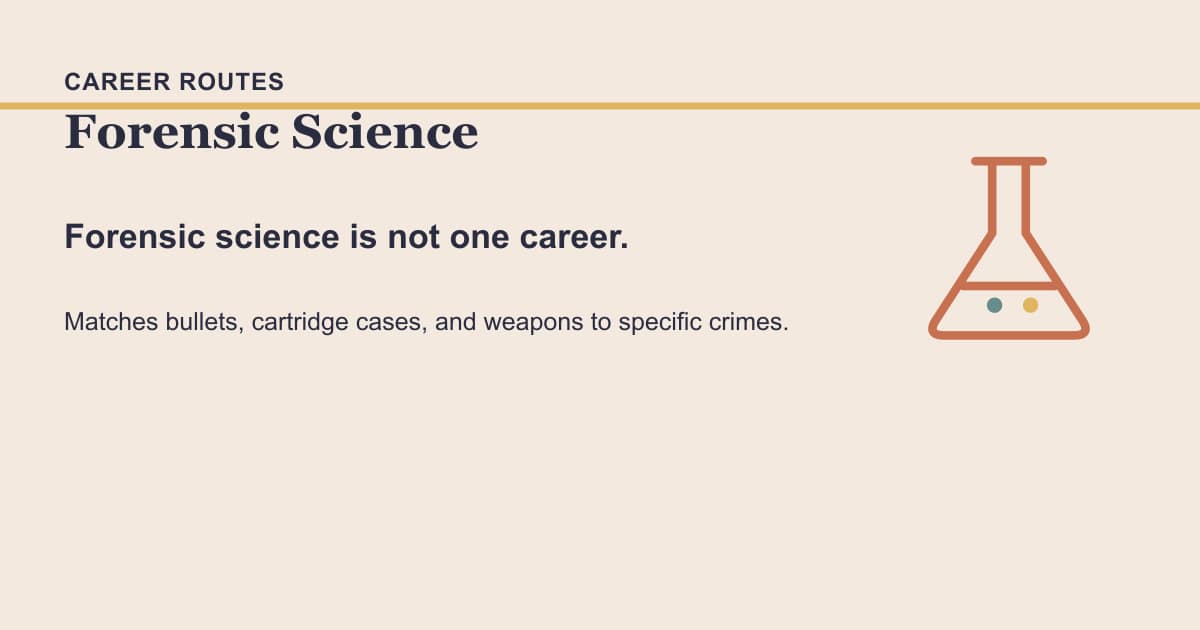 CAREER ROUTES
Forensic Science
Forensic science is not one career.
Matches bullets, cartridge cases, and weapons to specific crimes.